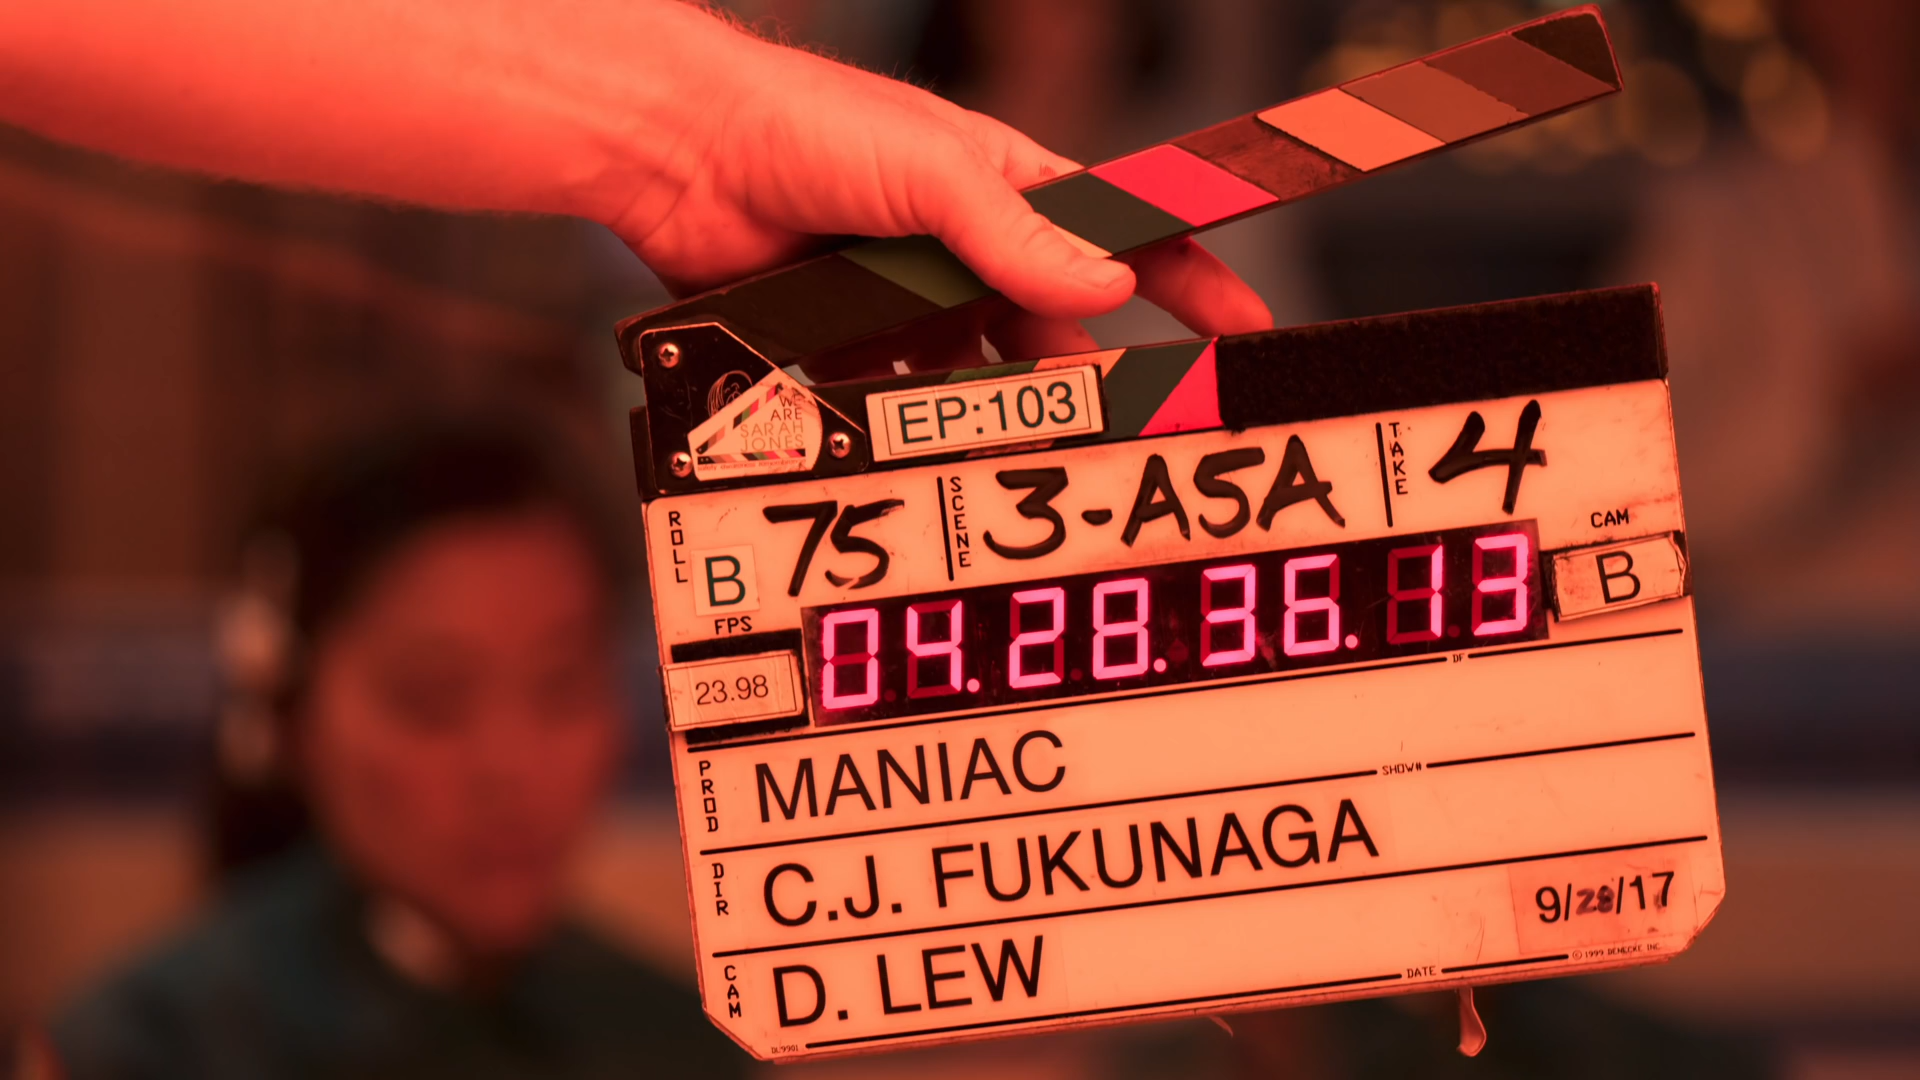 WE
ARE
SARAH
JONES
EP:103
ROLL B 75 SCENE 3-ASA TAKE 4
FPS 23.98
04.28.36.13
CAM B
DF
PROD MANIAC
SHOW#
DIR C.J. FUKUNAGA
9/28/17
CAM D. LEW
DATE
© 1999 DENECKE INC.